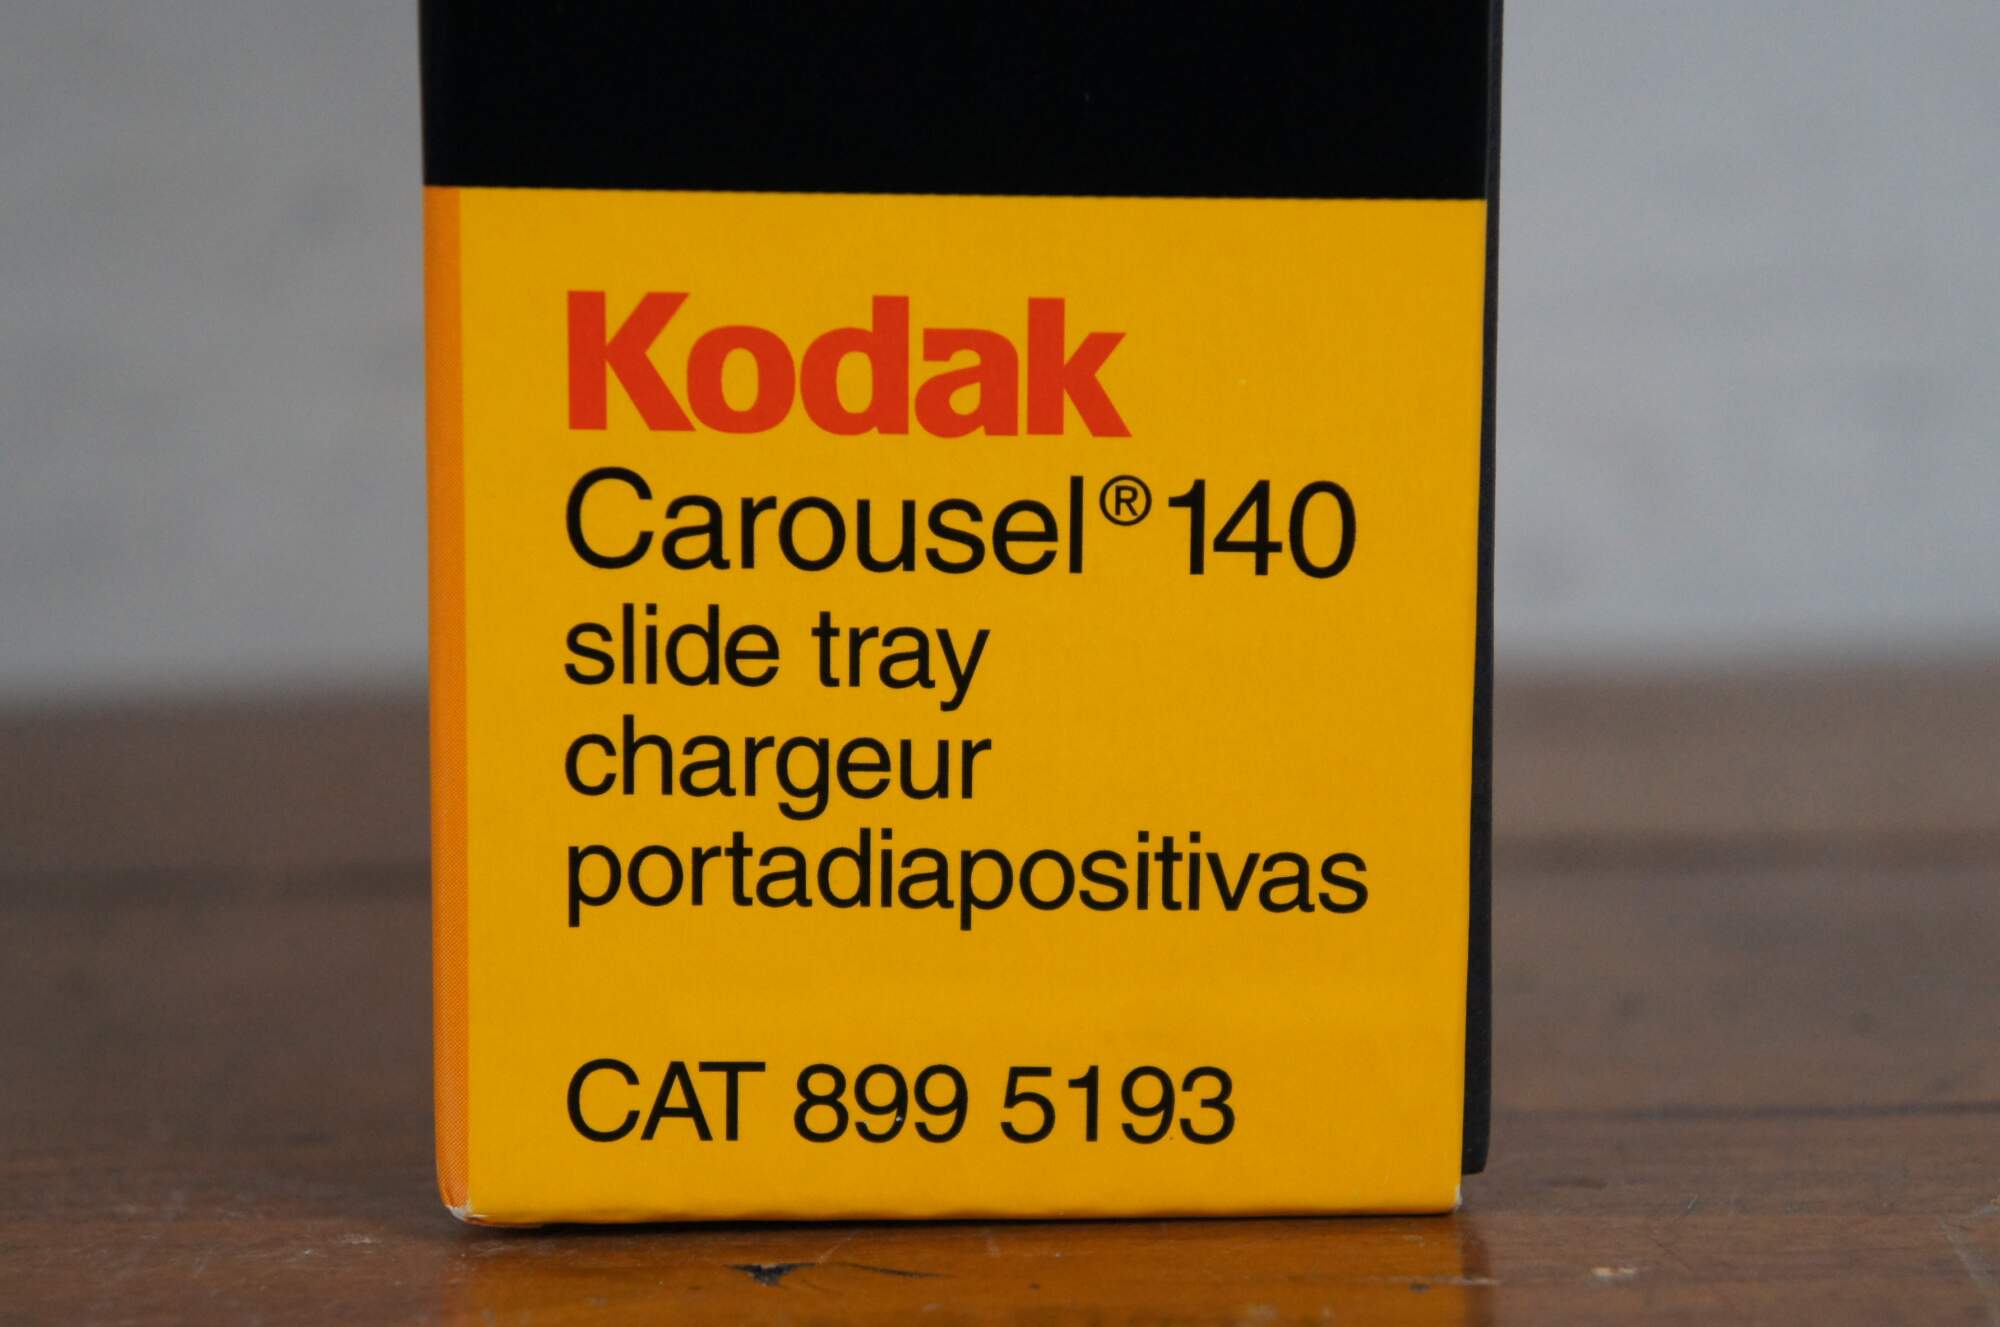 Kodak
Carousel® 140
slide tray
chargeur
portadiapositivas
CAT 899 5193